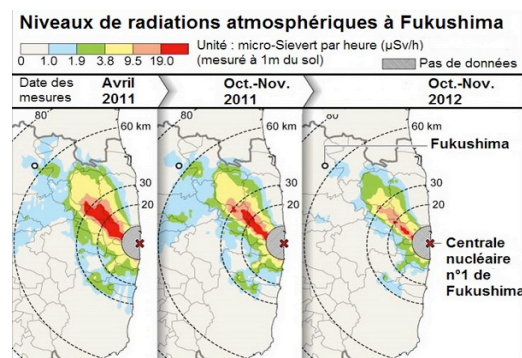 Niveaux de radiations atmosphériques à Fukushima
Unité : micro-Sievert par heure (µSv/h)
(mesuré à 1m du sol)
0 1.0 1.9 3.8 9.5 19.0
Pas de données
Date des mesures
Avril 2011
Oct.-Nov. 2011
Oct.-Nov. 2012
80
60 km
30
20
80
60 km
30
20
60 km
30
20
Fukushima
Centrale
nucléaire
n°1 de
Fukushima